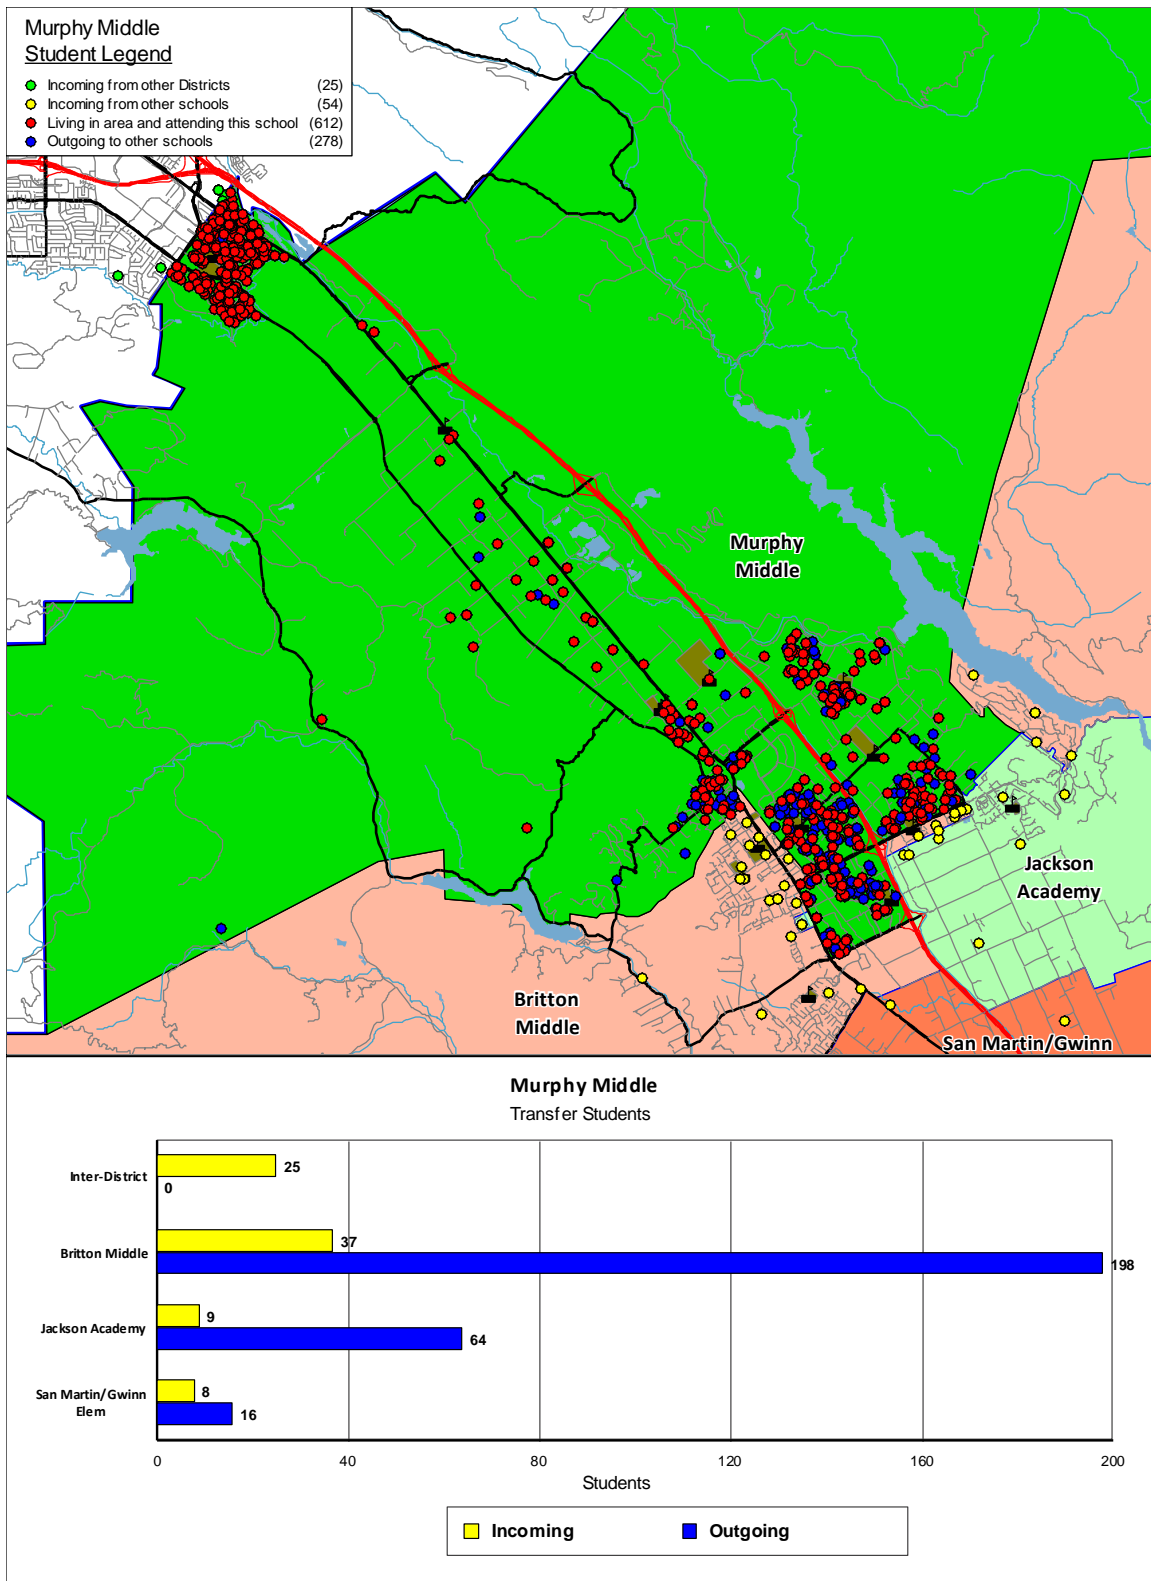 Murphy Middle
Student Legend
Incoming from other Districts (25)
Incoming from other schools (54)
Living in area and attending this school (612)
Outgoing to other schools (278)
Murphy
Middle
Jackson
Academy
Britton
Middle
San Martin/Gwinn
Murphy Middle
Transfer Students
Inter-District
25
0
Britton Middle
37
198
Jackson Academy
9
64
San Martin/Gwinn
Elem
8
16
0 40 80 120 160 200
Students
Incoming Outgoing